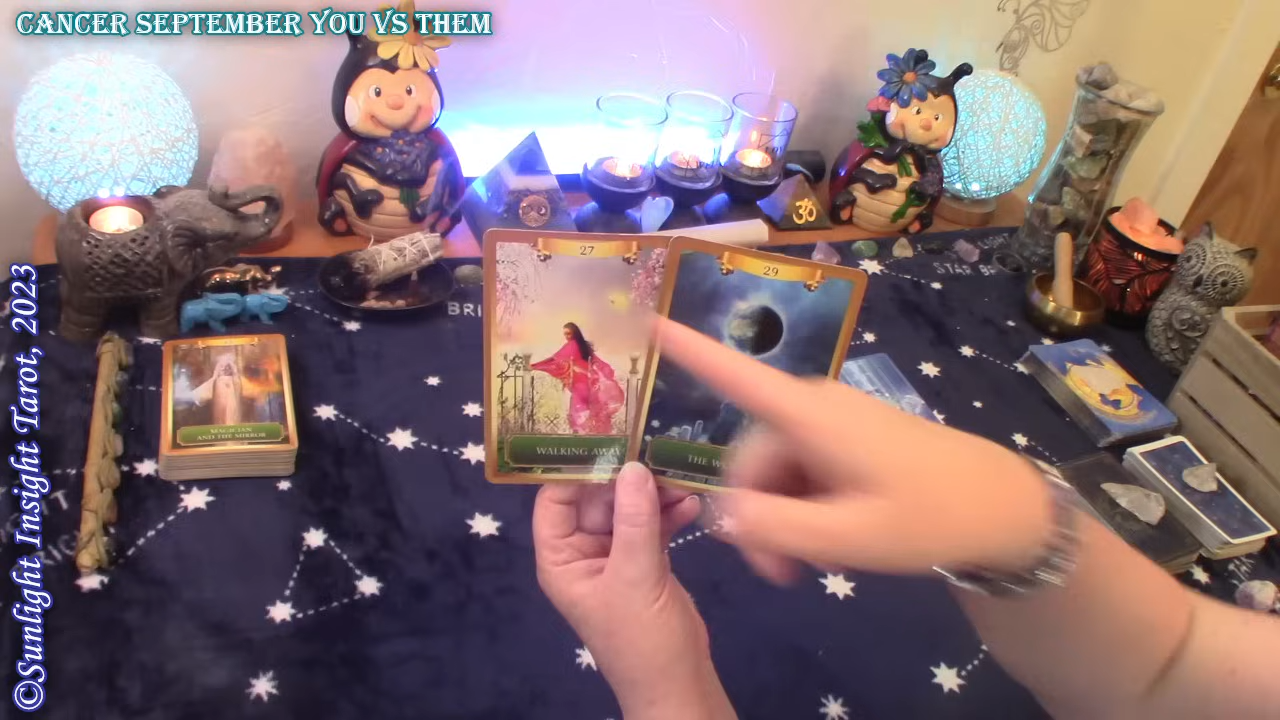 CANCER SEPTEMBER YOU VS THEM
©Sunlight Insight Tarot, 2023
27
29
WALKING AWAY
THE W
MAGICIAN
AND THE MIRROR
BRI
STAR